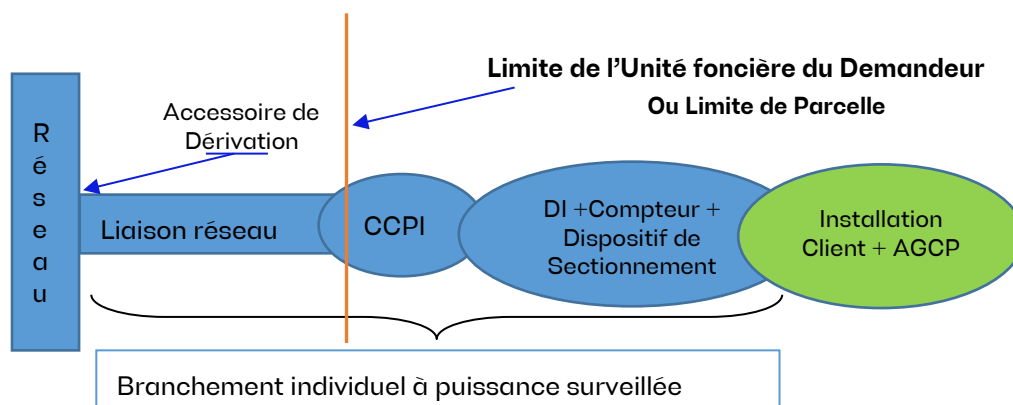 Réseau
Accessoire de
Dérivation
Limite de l'Unité foncière du Demandeur
Ou Limite de Parcelle
Liaison réseau
CCPI
DI +Compteur +
Dispositif de
Sectionnement
Installation
Client + AGCP
Branchement individuel à puissance surveillée